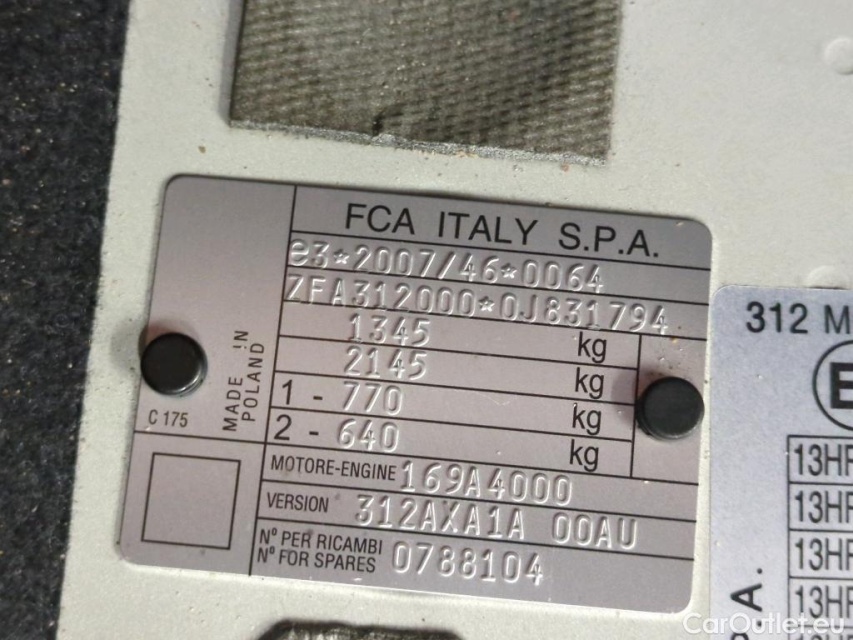 FCA ITALY S.P.A.
e3*2007/46*0064
ZFA312000*0J831794
1345 kg
2145 kg
1 - 770 kg
2 - 640 kg
MADE IN
POLAND
C 175
MOTORE-ENGINE 169A4000
VERSION 312AXA1A 00AU
Nº PER RICAMBI
Nº FOR SPARES 0788104
312 M
E
13HF
13HF
13HF
13HF
A.
CarOutlet.eu